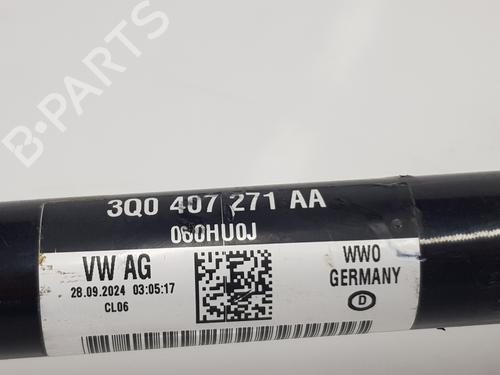 3Q0 407 271 AA
060HU0J
VW AG
28.09.2024 03:05:17
CL06
WWO
GERMANY
D
B-PARTS